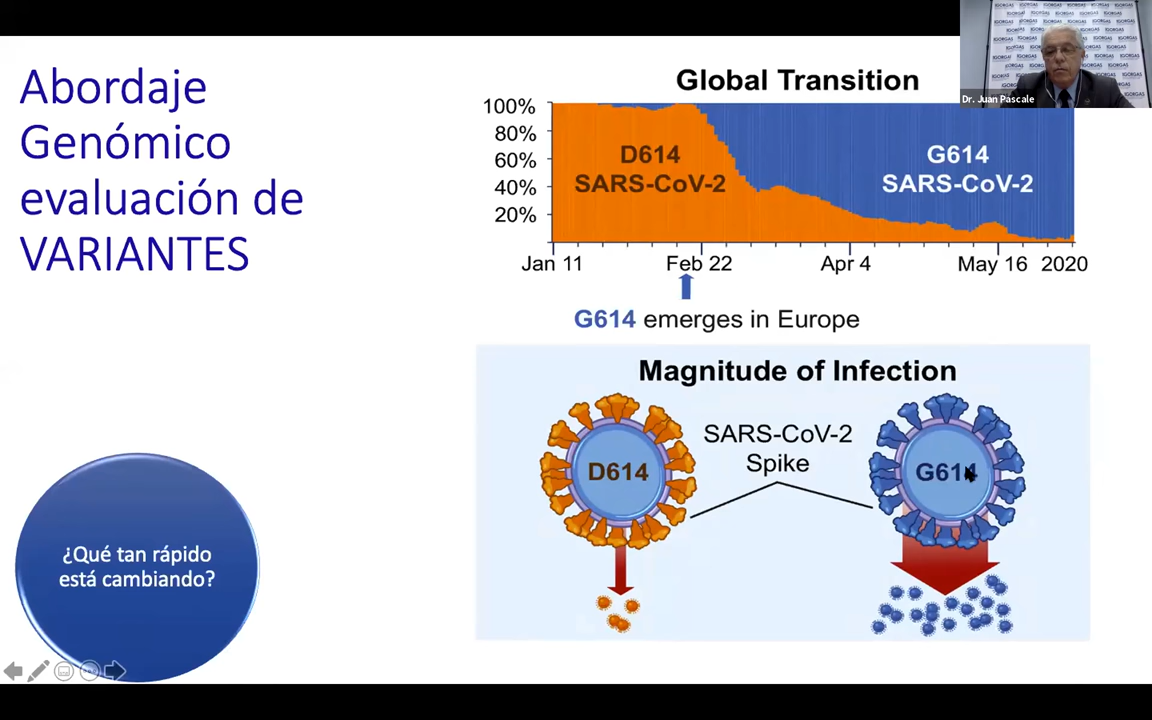 Abordaje
Genómico
evaluación de
VARIANTES
¿Qué tan rápido
está cambiando?
Global Transition
100%
80%
60%
40%
20%
D614
SARS-CoV-2
G614
SARS-CoV-2
Jan 11
Feb 22
Apr 4
May 16
2020
G614 emerges in Europe
Magnitude of Infection
D614
SARS-CoV-2
Spike
G614
IGORGAS
Dr. Juan Pascale